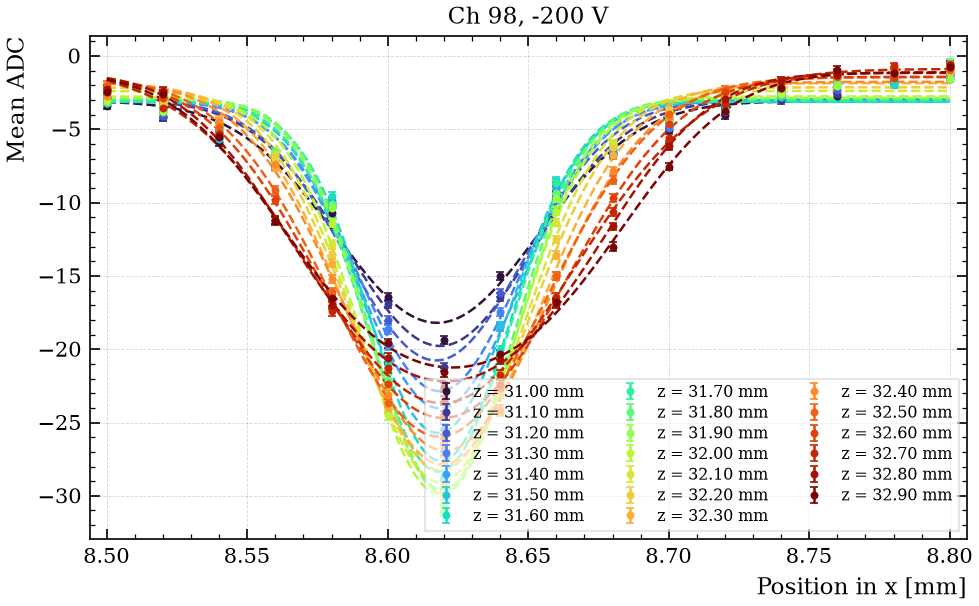 Ch 98, -200 V
Mean ADC
0
−5
−10
−15
−20
−25
−30
z = 31.00 mm
z = 31.10 mm
z = 31.20 mm
z = 31.30 mm
z = 31.40 mm
z = 31.50 mm
z = 31.60 mm
z = 31.70 mm
z = 31.80 mm
z = 31.90 mm
z = 32.00 mm
z = 32.10 mm
z = 32.20 mm
z = 32.30 mm
z = 32.40 mm
z = 32.50 mm
z = 32.60 mm
z = 32.70 mm
z = 32.80 mm
z = 32.90 mm
8.50 8.55 8.60 8.65 8.70 8.75 8.80
Position in x [mm]